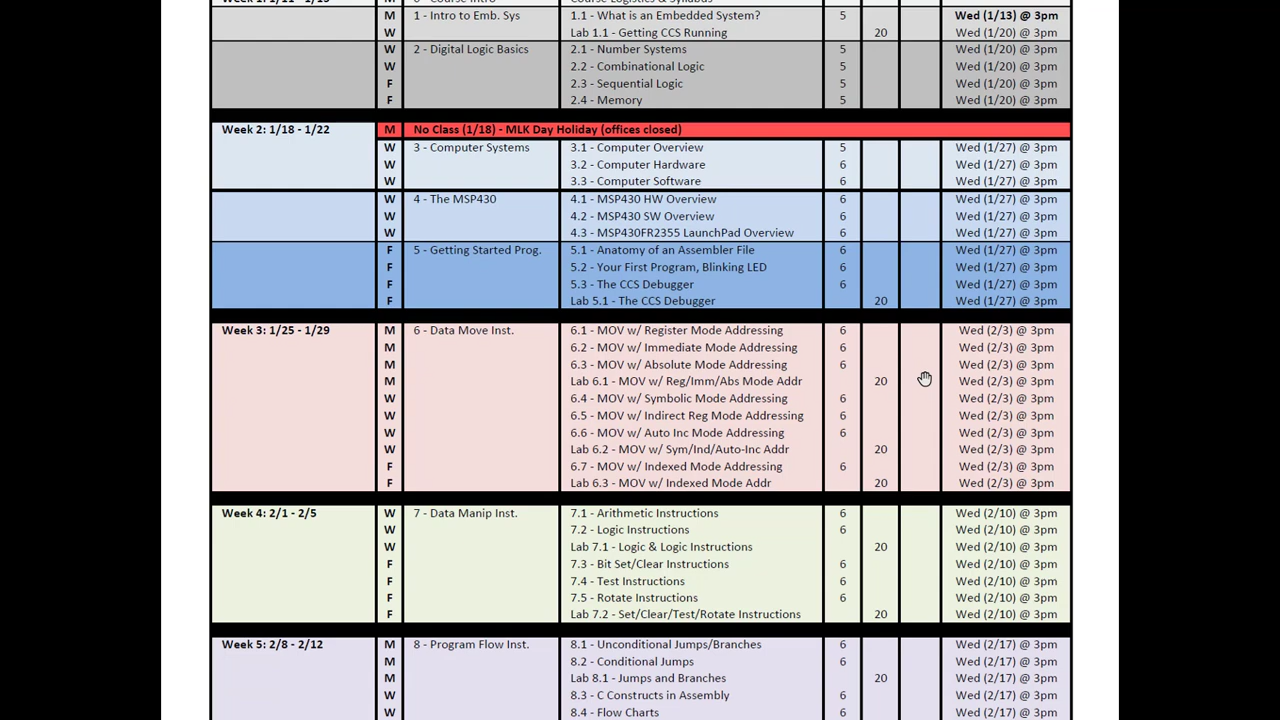 M 1 - Intro to Emb. Sys 1.1 - What is an Embedded System? 5 Wed (1/13) @ 3pm
W Lab 1.1 - Getting CCS Running 20 Wed (1/20) @ 3pm
W 2 - Digital Logic Basics 2.1 - Number Systems 5 Wed (1/20) @ 3pm
W 2.2 - Combinational Logic 5 Wed (1/20) @ 3pm
F 2.3 - Sequential Logic 5 Wed (1/20) @ 3pm
F 2.4 - Memory 5 Wed (1/20) @ 3pm
Week 2: 1/18 - 1/22 M No Class (1/18) - MLK Day Holiday (offices closed)
W 3 - Computer Systems 3.1 - Computer Overview 5 Wed (1/27) @ 3pm
W 3.2 - Computer Hardware 6 Wed (1/27) @ 3pm
W 3.3 - Computer Software 6 Wed (1/27) @ 3pm
W 4 - The MSP430 4.1 - MSP430 HW Overview 6 Wed (1/27) @ 3pm
W 4.2 - MSP430 SW Overview 6 Wed (1/27) @ 3pm
W 4.3 - MSP430FR2355 LaunchPad Overview 6 Wed (1/27) @ 3pm
F 5 - Getting Started Prog. 5.1 - Anatomy of an Assembler File 6 Wed (1/27) @ 3pm
F 5.2 - Your First Program, Blinking LED 6 Wed (1/27) @ 3pm
F 5.3 - The CCS Debugger 6 Wed (1/27) @ 3pm
F Lab 5.1 - The CCS Debugger 20 Wed (1/27) @ 3pm
Week 3: 1/25 - 1/29 M 6 - Data Move Inst. 6.1 - MOV w/ Register Mode Addressing 6 Wed (2/3) @ 3pm
M 6.2 - MOV w/ Immediate Mode Addressing 6 Wed (2/3) @ 3pm
M 6.3 - MOV w/ Absolute Mode Addressing 6 Wed (2/3) @ 3pm
M Lab 6.1 - MOV w/ Reg/Imm/Abs Mode Addr 20 Wed (2/3) @ 3pm
W 6.4 - MOV w/ Symbolic Mode Addressing 6 Wed (2/3) @ 3pm
W 6.5 - MOV w/ Indirect Reg Mode Addressing 6 Wed (2/3) @ 3pm
W 6.6 - MOV w/ Auto Inc Mode Addressing 6 Wed (2/3) @ 3pm
W Lab 6.2 - MOV w/ Sym/Ind/Auto-Inc Addr 20 Wed (2/3) @ 3pm
F 6.7 - MOV w/ Indexed Mode Addressing 6 Wed (2/3) @ 3pm
F Lab 6.3 - MOV w/ Indexed Mode Addr 20 Wed (2/3) @ 3pm
Week 4: 2/1 - 2/5 W 7 - Data Manip Inst. 7.1 - Arithmetic Instructions 6 Wed (2/10) @ 3pm
W 7.2 - Logic Instructions 6 Wed (2/10) @ 3pm
W Lab 7.1 - Logic & Logic Instructions 20 Wed (2/10) @ 3pm
F 7.3 - Bit Set/Clear Instructions 6 Wed (2/10) @ 3pm
F 7.4 - Test Instructions 6 Wed (2/10) @ 3pm
F 7.5 - Rotate Instructions 6 Wed (2/10) @ 3pm
F Lab 7.2 - Set/Clear/Test/Rotate Instructions 20 Wed (2/10) @ 3pm
Week 5: 2/8 - 2/12 M 8 - Program Flow Inst. 8.1 - Unconditional Jumps/Branches 6 Wed (2/17) @ 3pm
M 8.2 - Conditional Jumps 6 Wed (2/17) @ 3pm
M Lab 8.1 - Jumps and Branches 20 Wed (2/17) @ 3pm
W 8.3 - C Constructs in Assembly 6 Wed (2/17) @ 3pm
W 8.4 - Flow Charts 6 Wed (2/17) @ 3pm